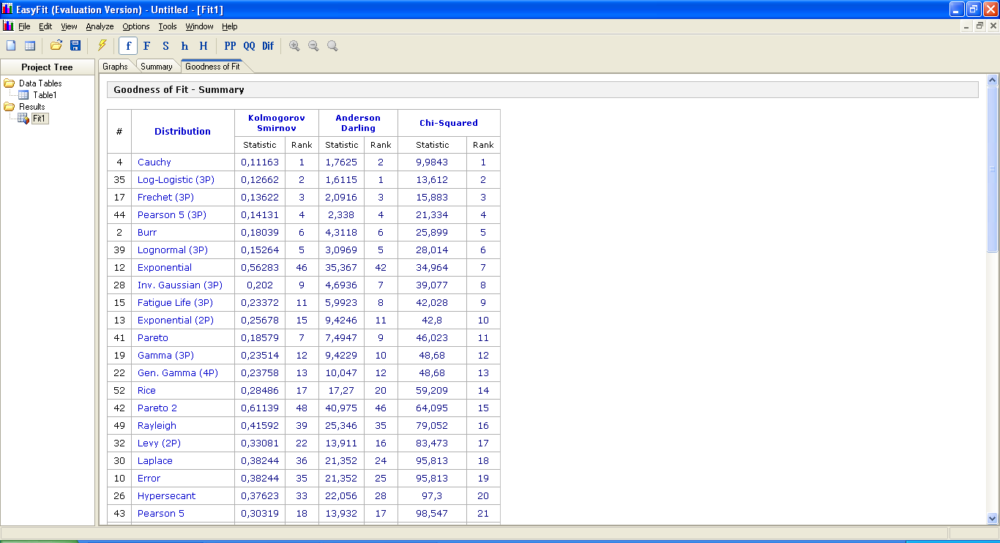 EasyFit (Evaluation Version) - Untitled - [Fit1]
File Edit View Analyze Options Tools Window Help
f F S h H PP QQ Dif
Project Tree
Data Tables
Table1
Results
Fit1
Graphs Summary Goodness of Fit
Goodness of Fit - Summary
# Distribution Kolmogorov Smirnov Anderson Darling Chi-Squared
Statistic Rank Statistic Rank Statistic Rank
4 Cauchy 0,11163 1 1,7625 2 9,9843 1
35 Log-Logistic (3P) 0,12662 2 1,6115 1 13,612 2
17 Frechet (3P) 0,13622 3 2,0916 3 15,883 3
44 Pearson 5 (3P) 0,14131 4 2,338 4 21,334 4
2 Burr 0,18039 6 4,3118 6 25,899 5
39 Lognormal (3P) 0,15264 5 3,0969 5 28,014 6
12 Exponential 0,56283 46 35,367 42 34,964 7
28 Inv. Gaussian (3P) 0,202 9 4,6936 7 39,077 8
15 Fatigue Life (3P) 0,23372 11 5,9923 8 42,028 9
13 Exponential (2P) 0,25678 15 9,4246 11 42,8 10
41 Pareto 0,18579 7 7,4947 9 46,023 11
19 Gamma (3P) 0,23514 12 9,4229 10 48,68 12
22 Gen. Gamma (4P) 0,23758 13 10,047 12 48,68 13
52 Rice 0,28486 17 17,27 20 59,209 14
42 Pareto 2 0,61139 48 40,975 46 64,095 15
49 Rayleigh 0,41592 39 25,346 35 79,052 16
32 Levy (2P) 0,33081 22 13,911 16 83,473 17
30 Laplace 0,38244 36 21,352 24 95,813 18
10 Error 0,38244 35 21,352 25 95,813 19
26 Hypersecant 0,37623 33 22,056 28 97,3 20
43 Pearson 5 0,30319 18 13,932 17 98,547 21